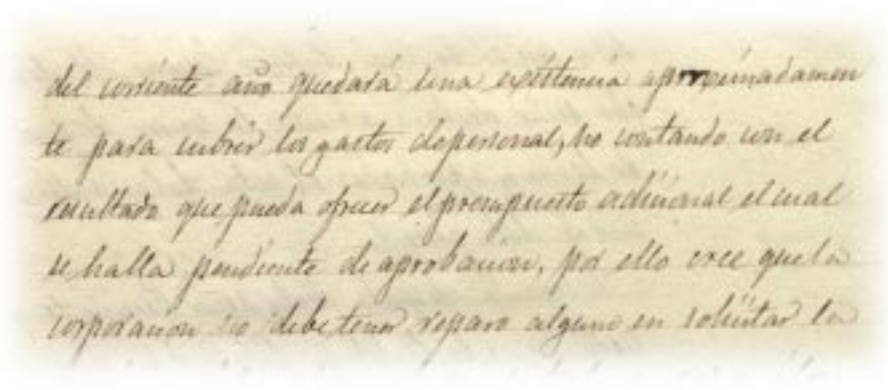 del corriente año quedará una existencia aproximadamen
te para cubrir los gastos de personal, no contando con el
resultado que pueda ofrecer el presupuesto adicional el cual
se halla pendiente de aprobacion, por ello cree que la
corporacion no debe tener reparo alguno en solicitar la